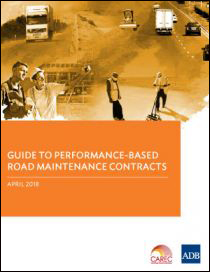 GUIDE TO PERFORMANCE-BASED
ROAD MAINTENANCE CONTRACTS
APRIL 2018
CAREC
ADB